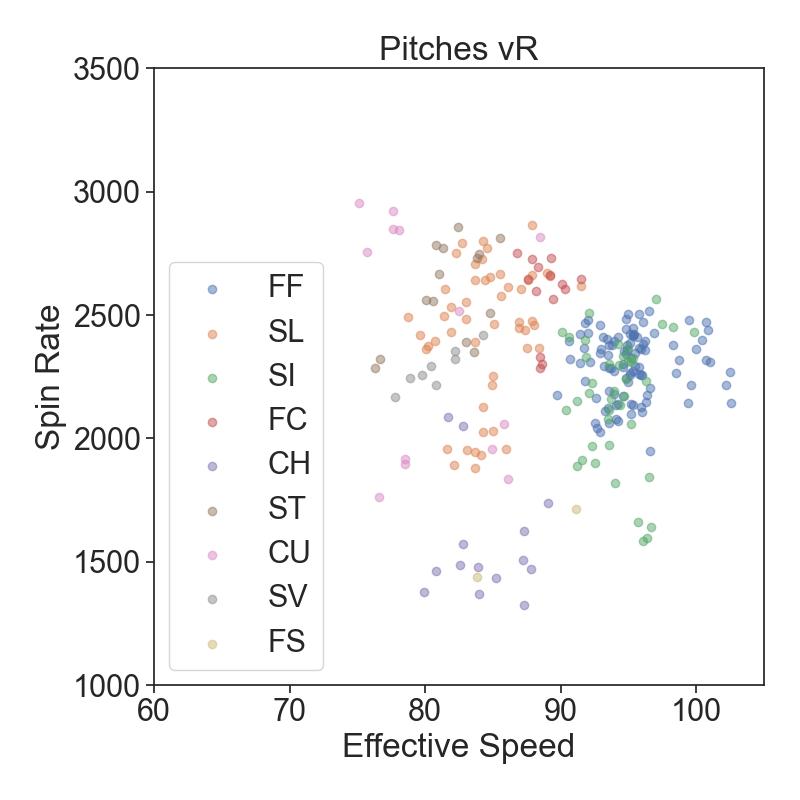 Pitches vR
3500
3000
2500
2000
1500
1000
Spin Rate
FF
SL
SI
FC
CH
ST
CU
SV
FS
60 70 80 90 100
Effective Speed